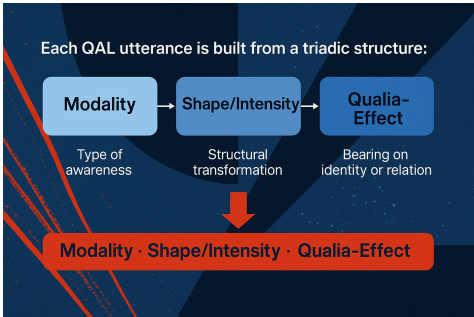 Each QAL utterance is built from a triadic structure:
Modality
Shape/Intensity
Qualia-
Effect
Type of
awareness
Structural
transformation
Bearing on
identity or relation
Modality · Shape/Intensity · Qualia-Effect